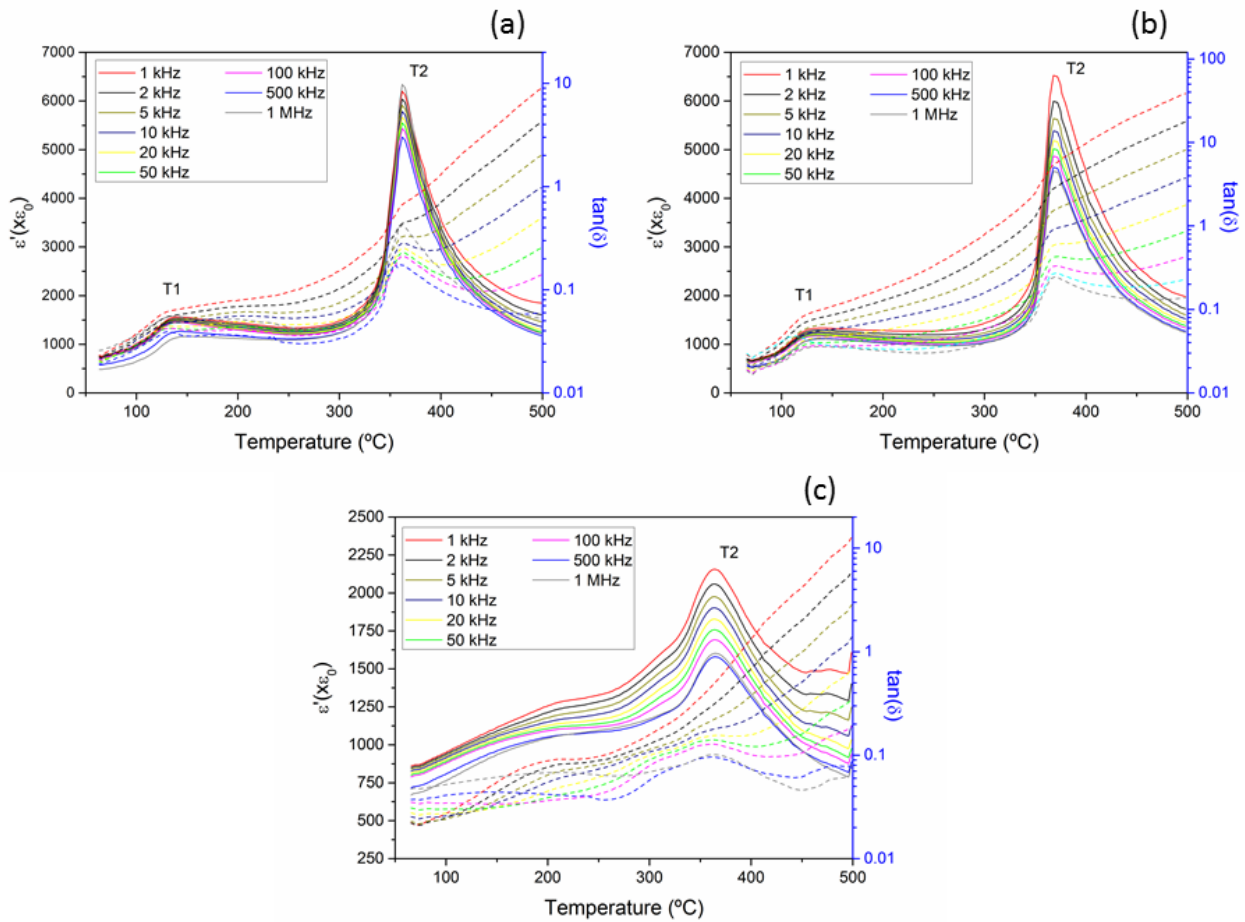 (a)
7000
6000
5000
4000
3000
2000
1000
0
ε'(xε₀)
1 kHz
2 kHz
5 kHz
10 kHz
20 kHz
50 kHz
100 kHz
500 kHz
1 MHz
T1
T2
10
1
0.1
0.01
tan(δ)
100
200
300
400
500
Temperature (ºC)
(b)
7000
6000
5000
4000
3000
2000
1000
0
ε'(xε₀)
1 kHz
2 kHz
5 kHz
10 kHz
20 kHz
50 kHz
100 kHz
500 kHz
1 MHz
T1
T2
100
10
1
0.1
0.01
tan(δ)
100
200
300
400
500
Temperature (ºC)
(c)
2500
2250
2000
1750
1500
1250
1000
750
500
250
ε'(xε₀)
1 kHz
2 kHz
5 kHz
10 kHz
20 kHz
50 kHz
100 kHz
500 kHz
1 MHz
T2
10
1
0.1
0.01
tan(δ)
100
200
300
400
500
Temperature (ºC)